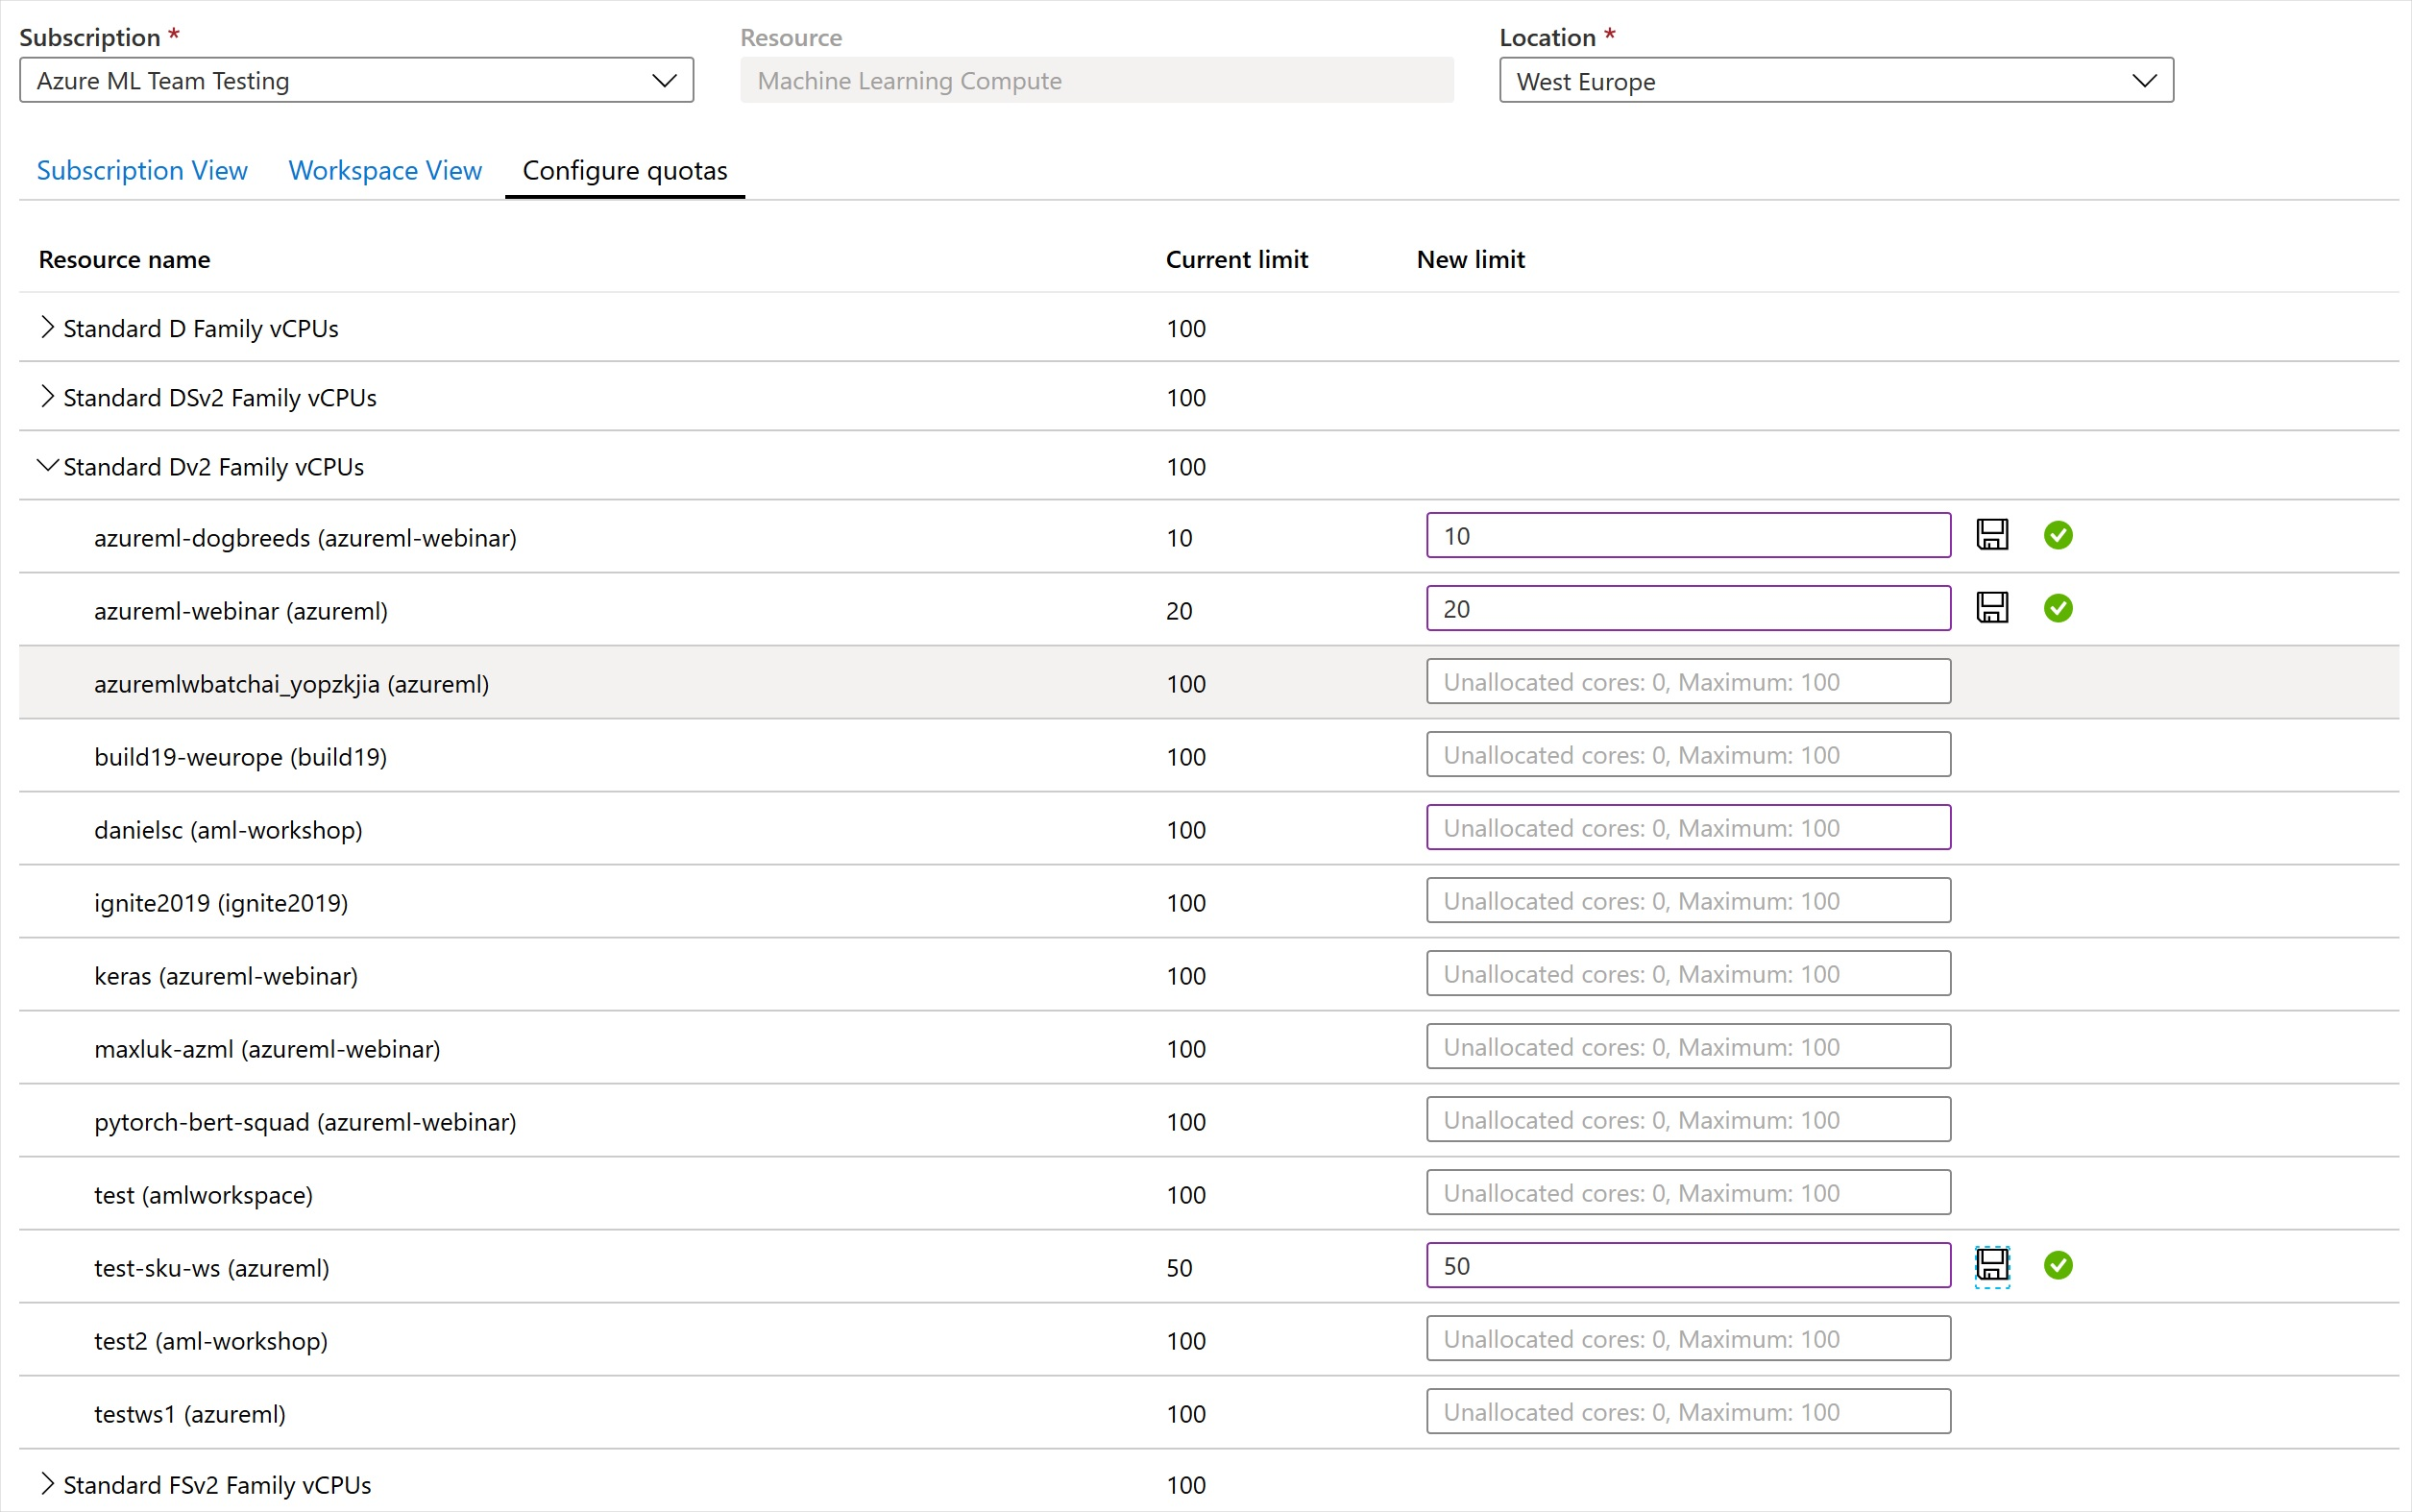 Subscription * Resource Location *
Azure ML Team Testing Machine Learning Compute West Europe
Subscription View Workspace View Configure quotas
Resource name Current limit New limit
Standard D Family vCPUs 100
Standard DSv2 Family vCPUs 100
Standard Dv2 Family vCPUs 100
azureml-dogbreeds (azureml-webinar) 10 10
azureml-webinar (azureml) 20 20
azuremlwbatchai_yopzkjia (azureml) 100 Unallocated cores: 0, Maximum: 100
build19-weurope (build19) 100 Unallocated cores: 0, Maximum: 100
danielsc (aml-workshop) 100 Unallocated cores: 0, Maximum: 100
ignite2019 (ignite2019) 100 Unallocated cores: 0, Maximum: 100
keras (azureml-webinar) 100 Unallocated cores: 0, Maximum: 100
maxluk-azml (azureml-webinar) 100 Unallocated cores: 0, Maximum: 100
pytorch-bert-squad (azureml-webinar) 100 Unallocated cores: 0, Maximum: 100
test (amlworkspace) 100 Unallocated cores: 0, Maximum: 100
test-sku-ws (azureml) 50 50
test2 (aml-workshop) 100 Unallocated cores: 0, Maximum: 100
testws1 (azureml) 100 Unallocated cores: 0, Maximum: 100
Standard FSv2 Family vCPUs 100